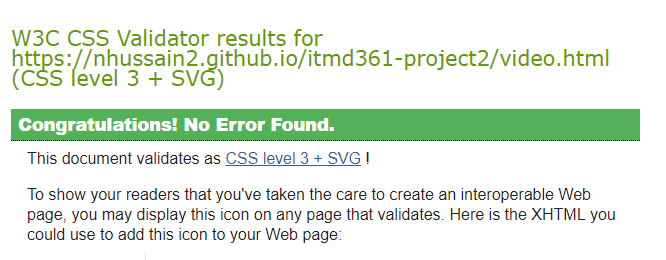 W3C CSS Validator results for
https://nhussain2.github.io/itmd361-project2/video.html
(CSS level 3 + SVG)
Congratulations! No Error Found.
This document validates as CSS level 3 + SVG !
To show your readers that you've taken the care to create an interoperable Web
page, you may display this icon on any page that validates. Here is the XHTML you
could use to add this icon to your Web page: